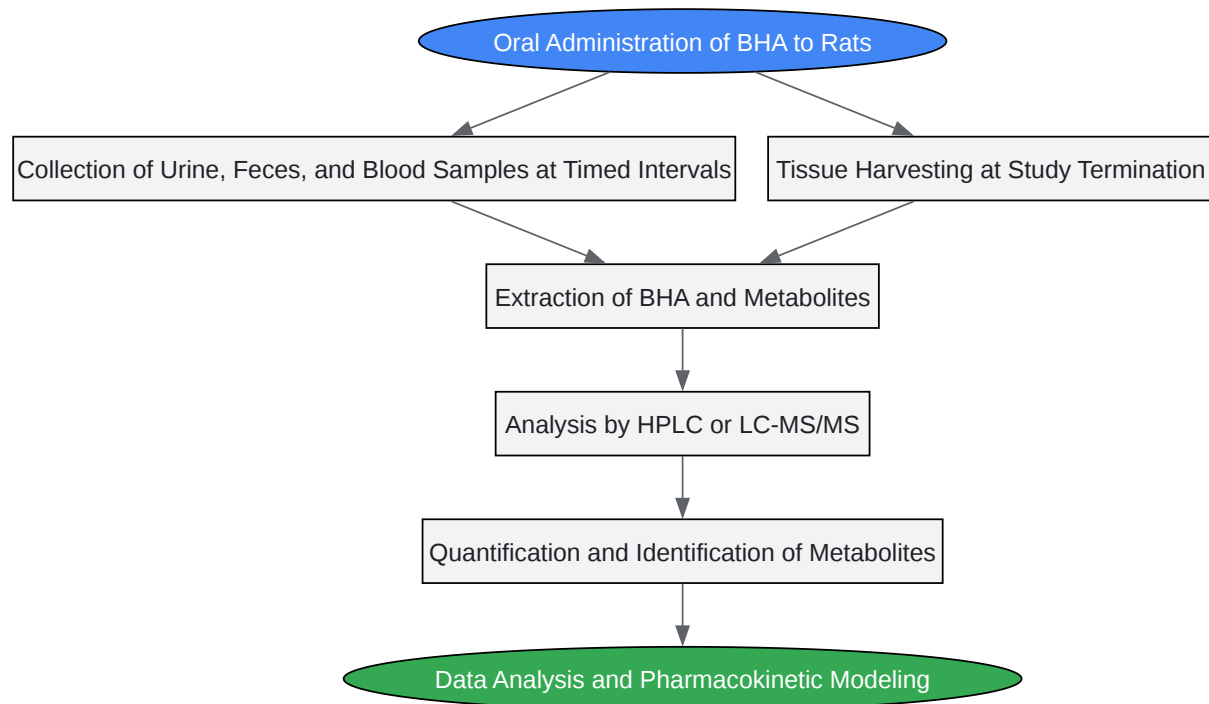 Oral Administration of BHA to Rats
Collection of Urine, Feces, and Blood Samples at Timed Intervals
Tissue Harvesting at Study Termination
Extraction of BHA and Metabolites
Analysis by HPLC or LC-MS/MS
Quantification and Identification of Metabolites
Data Analysis and Pharmacokinetic Modeling